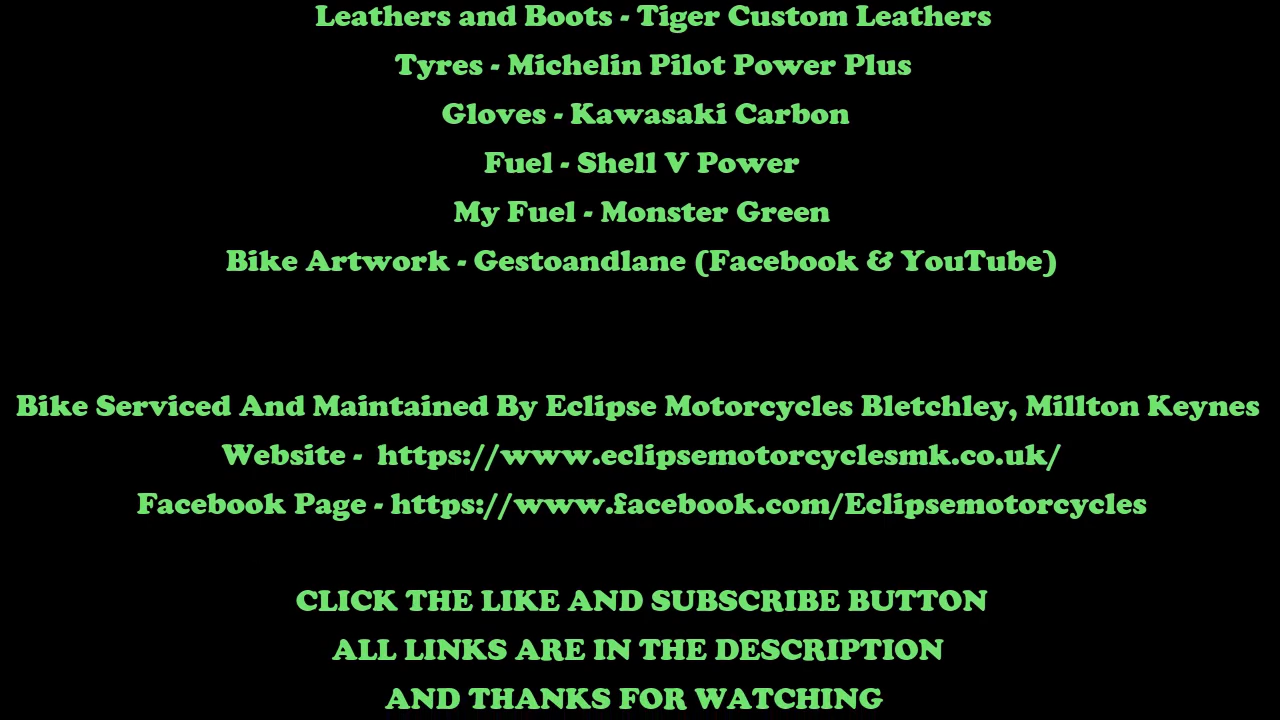 Leathers and Boots - Tiger Custom Leathers
Tyres - Michelin Pilot Power Plus
Gloves - Kawasaki Carbon
Fuel - Shell V Power
My Fuel - Monster Green
Bike Artwork - Gestoandlane (Facebook & YouTube)
Bike Serviced And Maintained By Eclipse Motorcycles Bletchley, Millton Keynes
Website -  https://www.eclipsemotorcyclesmk.co.uk/
Facebook Page - https://www.facebook.com/Eclipsemotorcycles
CLICK THE LIKE AND SUBSCRIBE BUTTON
ALL LINKS ARE IN THE DESCRIPTION
AND THANKS FOR WATCHING